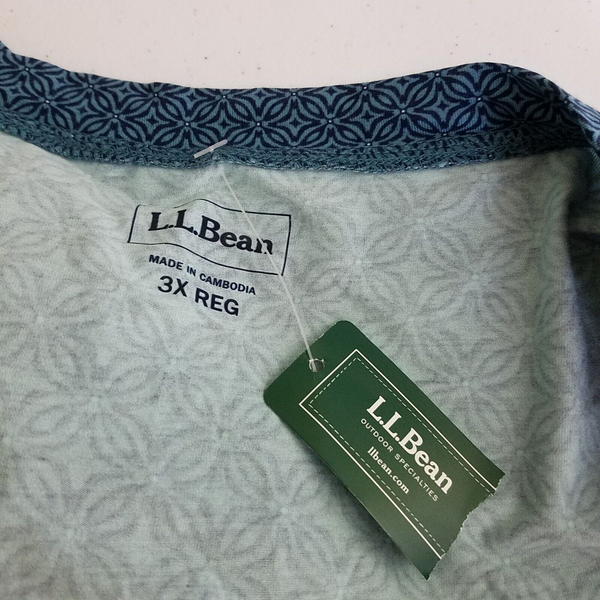 L.L.Bean
MADE IN CAMBODIA
3X REG
L.L.Bean
OUTDOOR SPECIALTIES
llbean.com